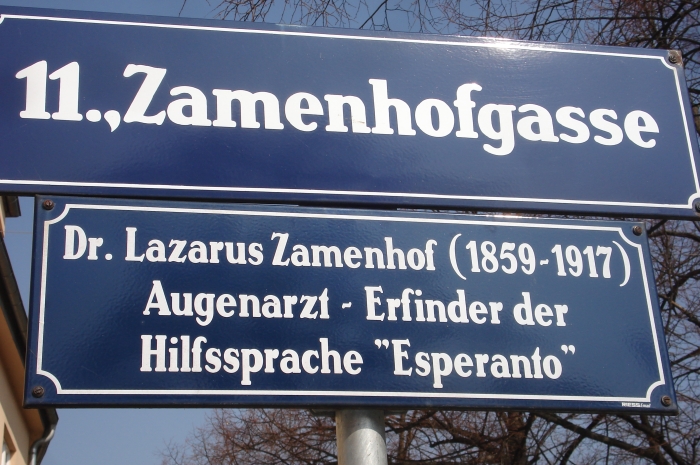 11.,Zamenhofgasse
Dr. Lazarus Zamenhof (1859-1917)
Augenarzt - Erfinder der
Hilfssprache "Esperanto"